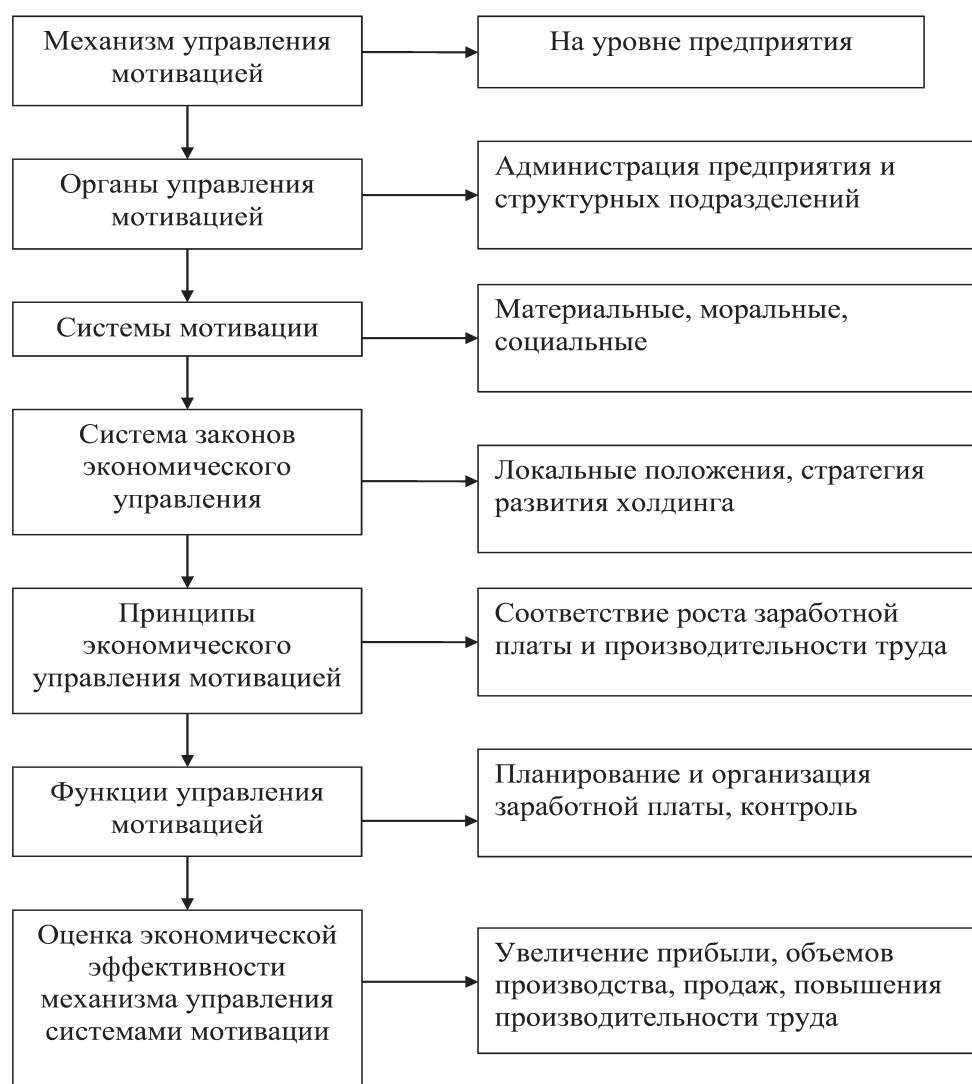 Механизм управления
мотивацией
На уровне предприятия
Органы управления
мотивацией
Администрация предприятия и
структурных подразделений
Системы мотивации
Материальные, моральные,
социальные
Система законов
экономического
управления
Локальные положения, стратегия
развития холдинга
Принципы
экономического
управления мотивацией
Соответствие роста заработной
платы и производительности труда
Функции управления
мотивацией
Планирование и организация
заработной платы, контроль
Оценка экономической
эффективности
механизма управления
системами мотивации
Увеличение прибыли, объемов
производства, продаж, повышения
производительности труда